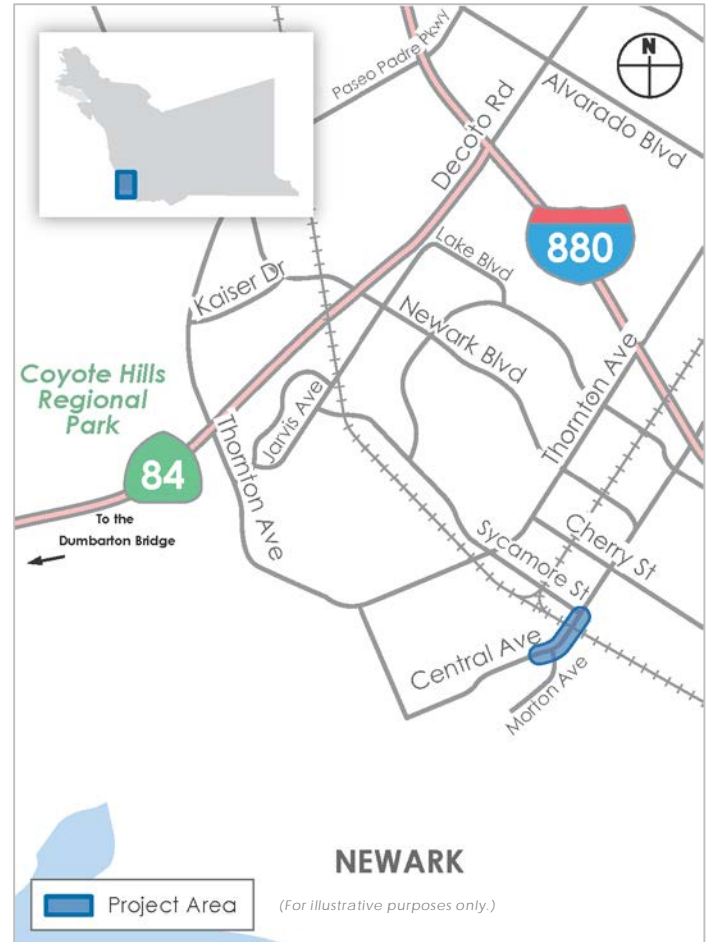 Paseo Padre Pkwy
N
Decoto Rd
Alvarado Blvd
880
Lake Blvd
Kaiser Dr
Newark Blvd
Coyote Hills
Regional
Park
Thornton Ave
Jarvis Ave
84
Thornton Ave
To the
Dumbarton Bridge
Sycamore St
Cherry St
Central Ave
Morton Ave
NEWARK
Project Area
(For illustrative purposes only.)